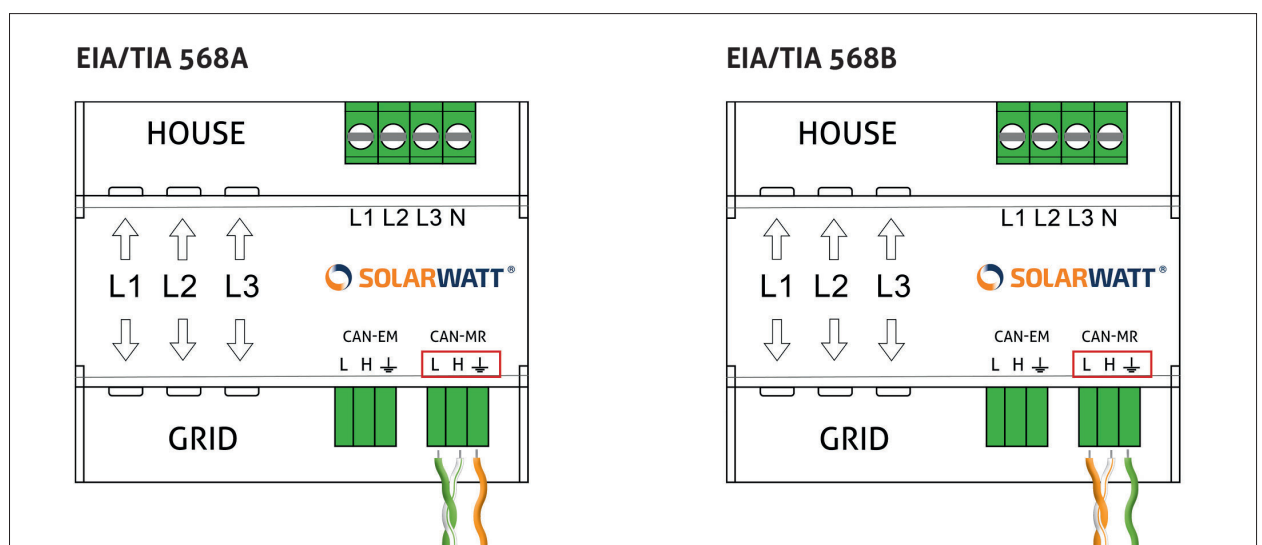 EIA/TIA 568A
HOUSE
L1 L2 L3 N
L1 L2 L3
SOLARWATT®
CAN-EM CAN-MR
L H L H
GRID
EIA/TIA 568B
HOUSE
L1 L2 L3 N
L1 L2 L3
SOLARWATT®
CAN-EM CAN-MR
L H L H
GRID